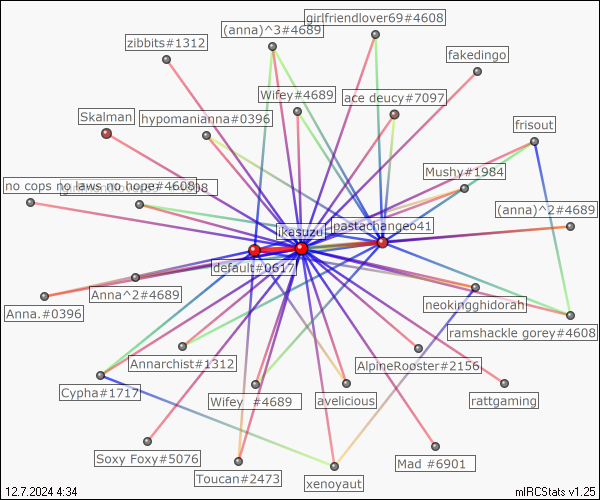 girlfriendlover69#4608
(anna)^3#4689
zibbits#1312
fakedingo
Wifey#4689
ace deucy#7097
Skalman
hypomanianna#0396
frisout
Mushy#1984
no cops no laws no hope#4608
(anna)^2#4689
pastachangeo41
ikasuzu
default#0617
Anna^2#4689
neokingghidorah
Anna.#0396
ramshackle gorey#4608
Annarchist#1312
AlpineRooster#2156
Cypha#1717
Wifey #4689
avelicious
rattgaming
Soxy Foxy#5076
Mad #6901
Toucan#2473
xenoyaut
12.7.2024 4:34
mIRCStats v1.25